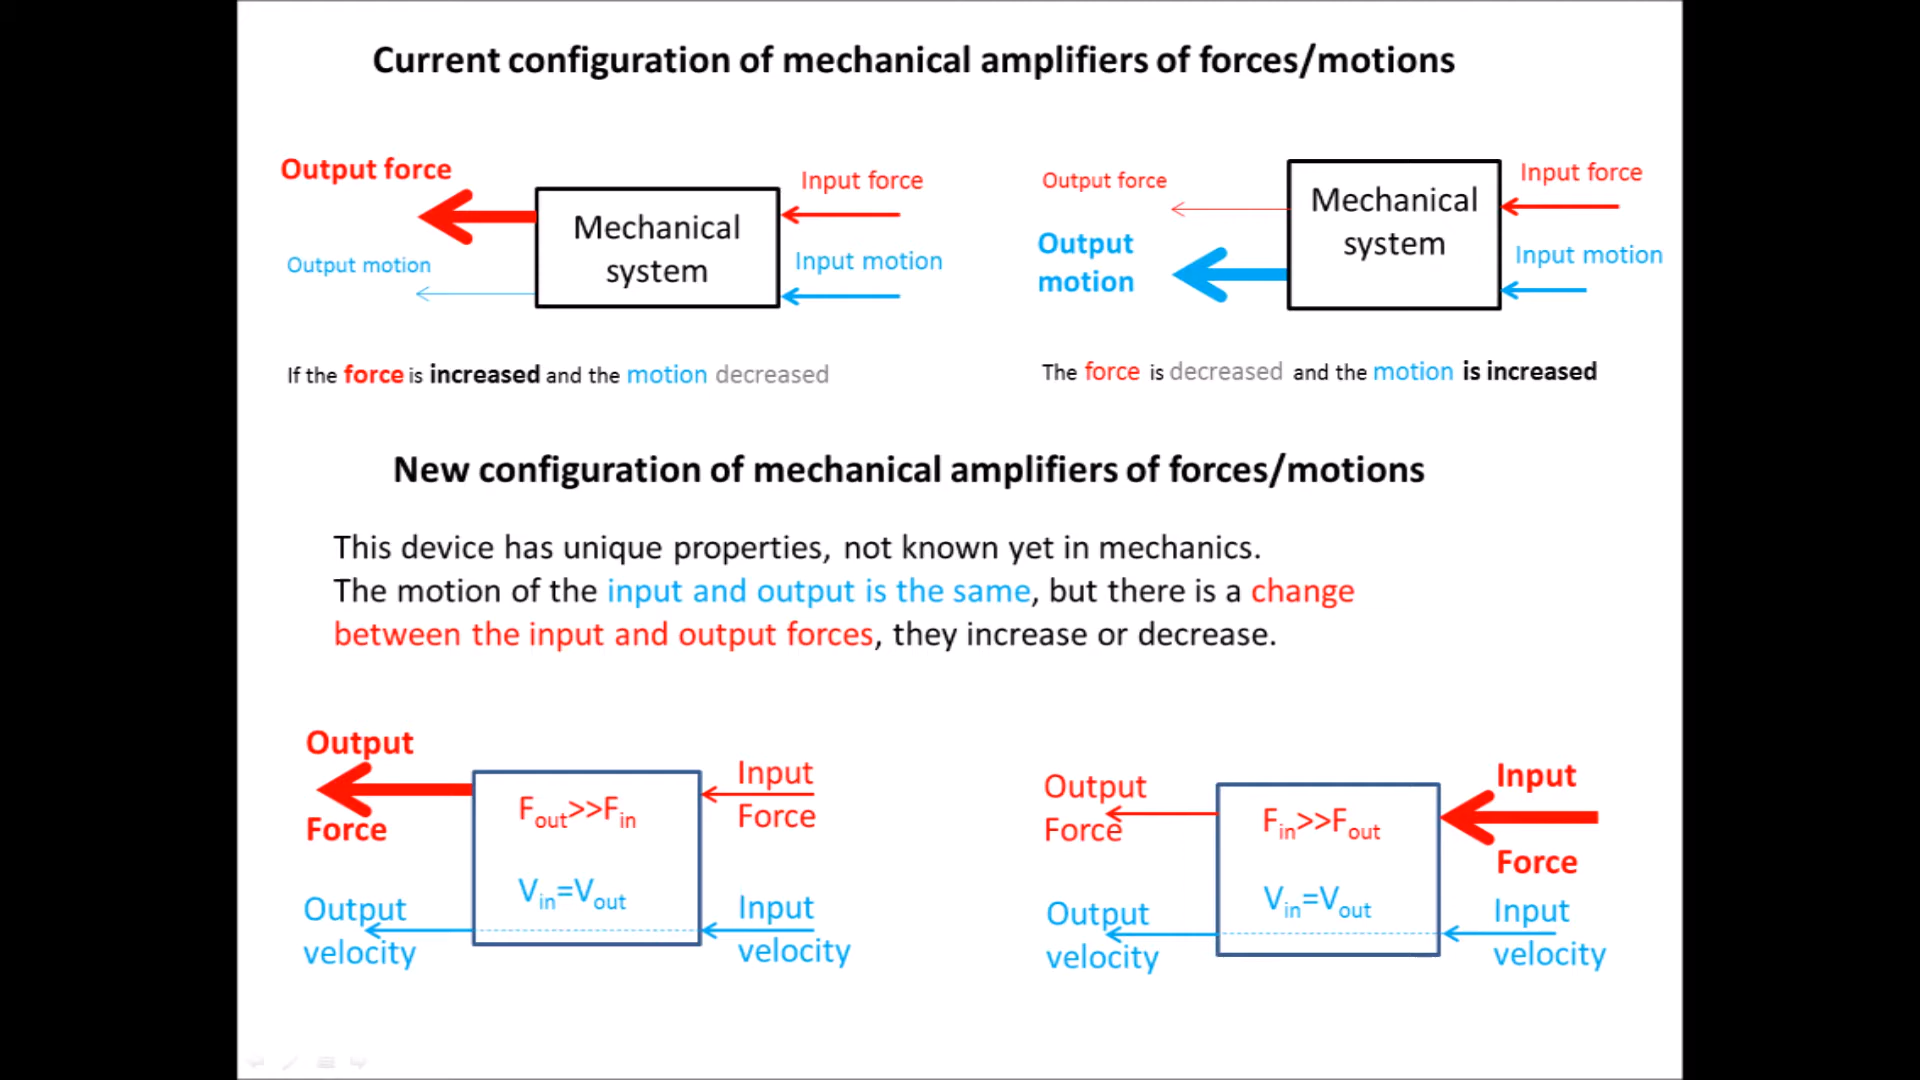 Current configuration of mechanical amplifiers of forces/motions
Output force
Input force
Mechanical
system
Output motion
Input motion
If the force is increased and the motion decreased
Output force
Input force
Mechanical
system
Output
motion
Input motion
The force is decreased and the motion is increased
New configuration of mechanical amplifiers of forces/motions
This device has unique properties, not known yet in mechanics.
The motion of the input and output is the same, but there is a change
between the input and output forces, they increase or decrease.
Output
Force
Input
Force
Fout>>Fin
Vin=Vout
Output
velocity
Input
velocity
Output
Force
Input
Force
Fin>>Fout
Vin=Vout
Output
velocity
Input
velocity